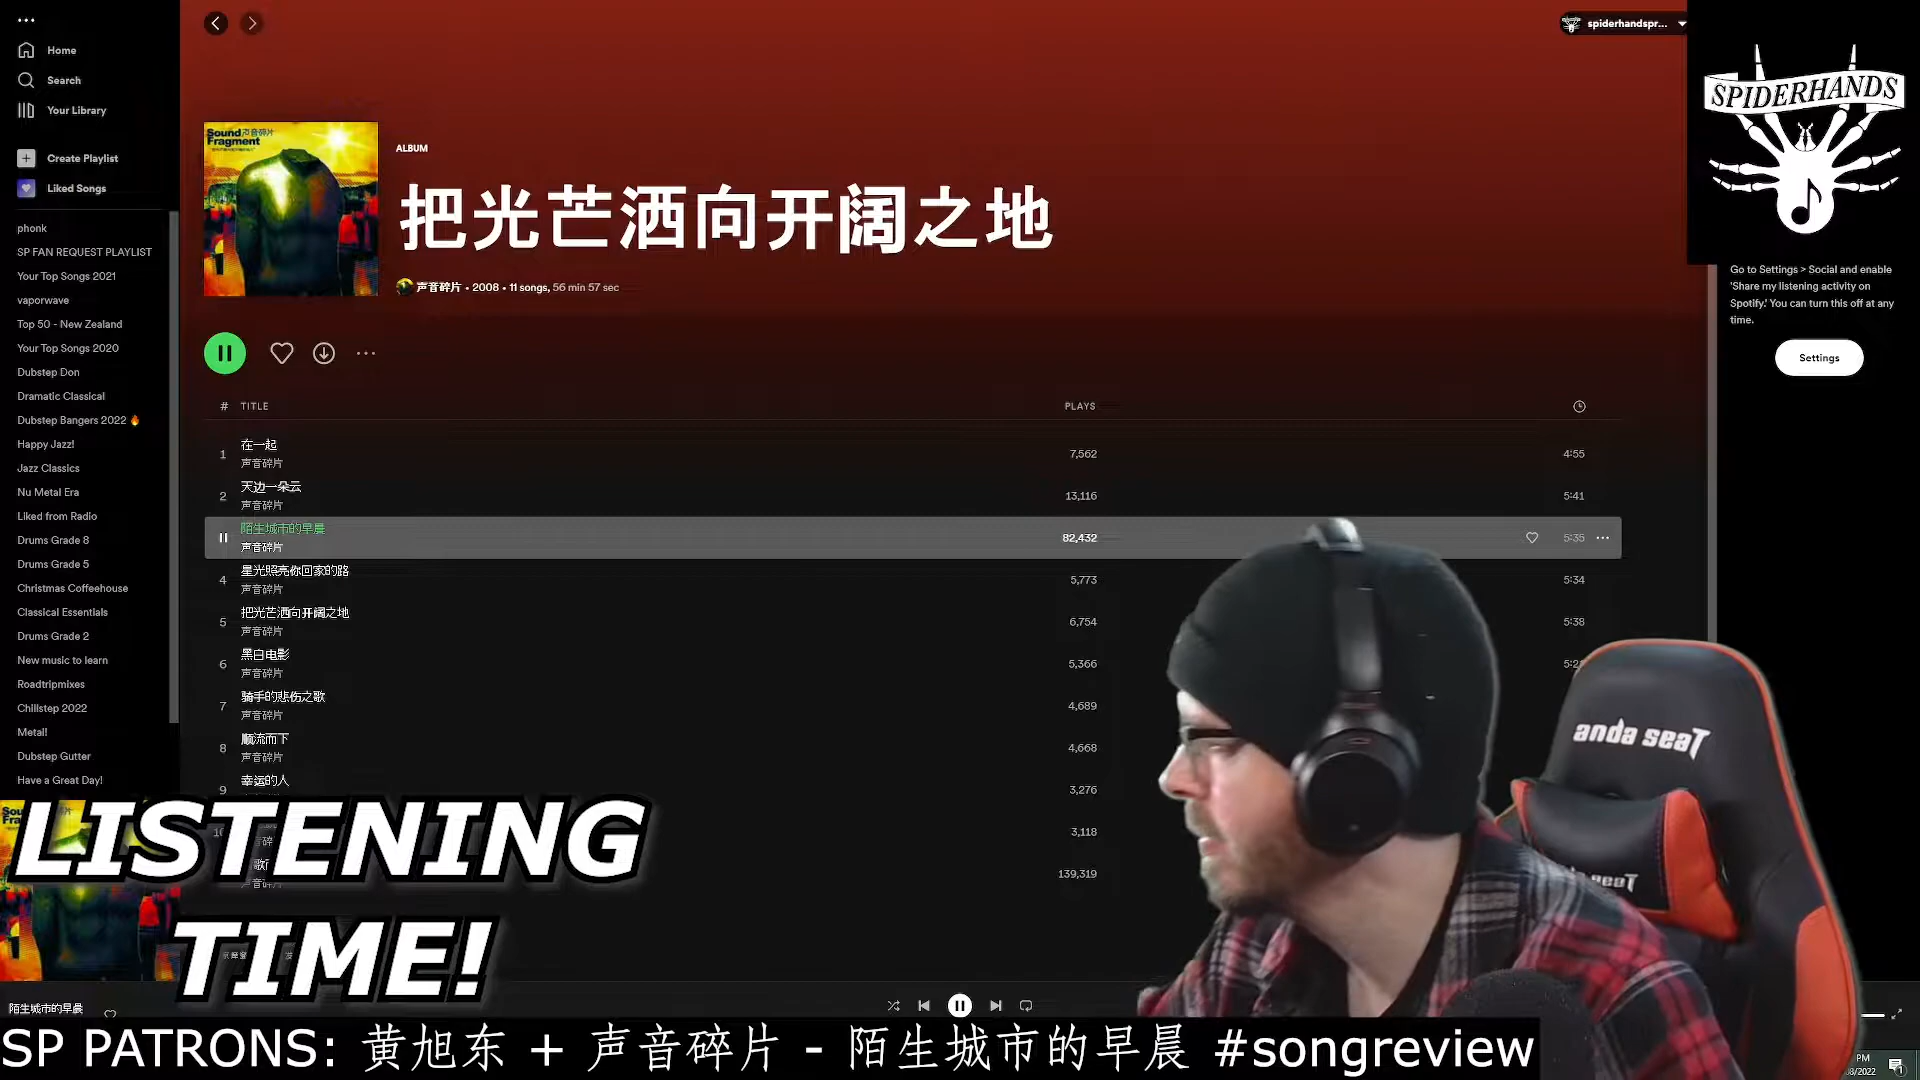 Home
Search
Your Library
Create Playlist
Liked Songs
phonk
SP FAN REQUEST PLAYLIST
Your Top Songs 2021
vaporwave
Top 50 - New Zealand
Your Top Songs 2020
Dubstep Don
Dramatic Classical
Dubstep Bangers 2022 🔥
Happy Jazz!
Jazz Classics
Nu Metal Era
Liked from Radio
Drums Grade 8
Drums Grade 5
Christmas Coffeehouse
Classical Essentials
Drums Grade 2
New music to learn
Roadtripmixes
Chillstep 2022
Metal!
Dubstep Gutter
Have a Great Day!
spiderhandspr...
SPIDERHANDS
Sound 声音碎片
Fragment
ALBUM
把光芒洒向开阔之地
声音碎片 • 2008 • 11 songs, 56 min 57 sec
Go to Settings > Social and enable
'Share my listening activity on
Spotify.' You can turn this off at any
time.
Settings
# TITLE PLAYS
1 在一起 7,562 4:55
声音碎片
2 天边一朵云 13,116 5:41
声音碎片
陌生城市的早晨 82,432 5:35
声音碎片
4 星光照亮你回家的路 5,773 5:34
声音碎片
5 把光芒洒向开阔之地 6,754 5:38
声音碎片
6 黑白电影 5,366
声音碎片
7 骑手的悲伤之歌 4,689
声音碎片
8 顺流而下 4,668
声音碎片
9 幸运的人 3,276
3,118
139,319
anda seaT
LISTENING
TIME!
陌生城市的早晨
SP PATRONS: 黄旭东 + 声音碎片 - 陌生城市的早晨 #songreview
PM